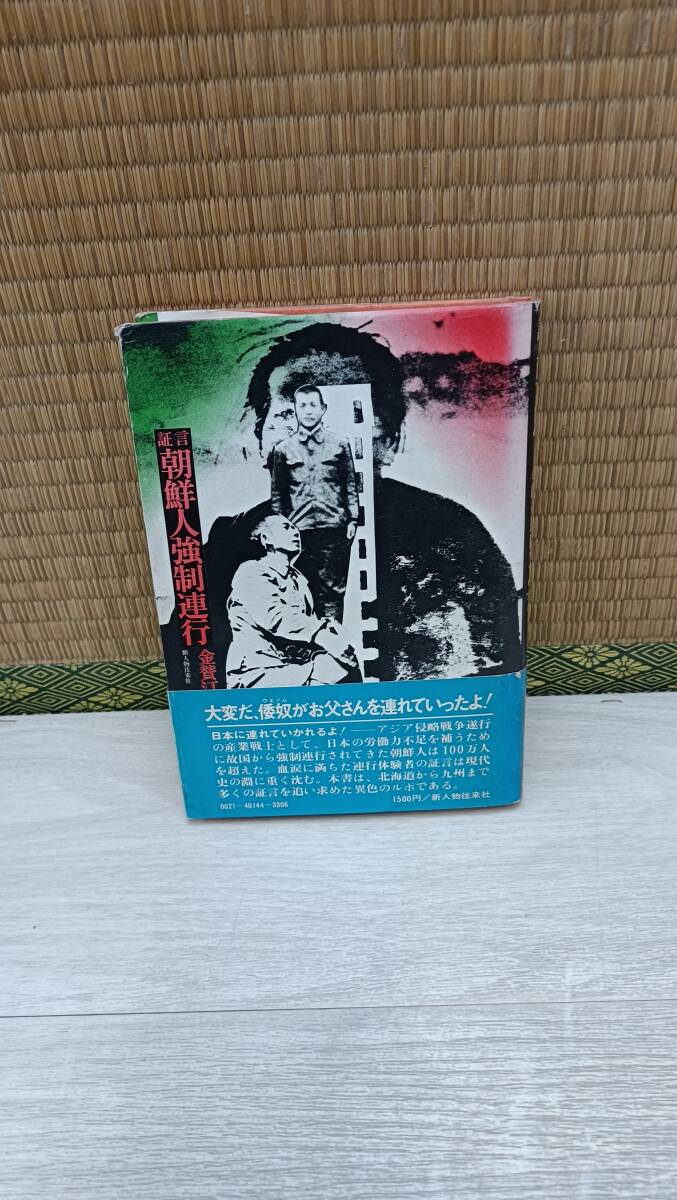 証言
朝鮮人強制連行
金賛汀
新人物往来社
大変だ、倭奴がお父さんを連れていったよ!
ウエノム
日本に連れていかれるよ!——アジア侵略戦争遂行
の産業戦士として、日本の労働力不足を補うため
に故国から強制連行されてきた朝鮮人は100万人
を超えた。血涙に満ちた連行体験者の証言は現代
史の淵に重く沈む。本書は、北海道から九州まで
多くの証言を追い求めた異色のルポである。
0021-40144-3306
1500円/新人物往来社